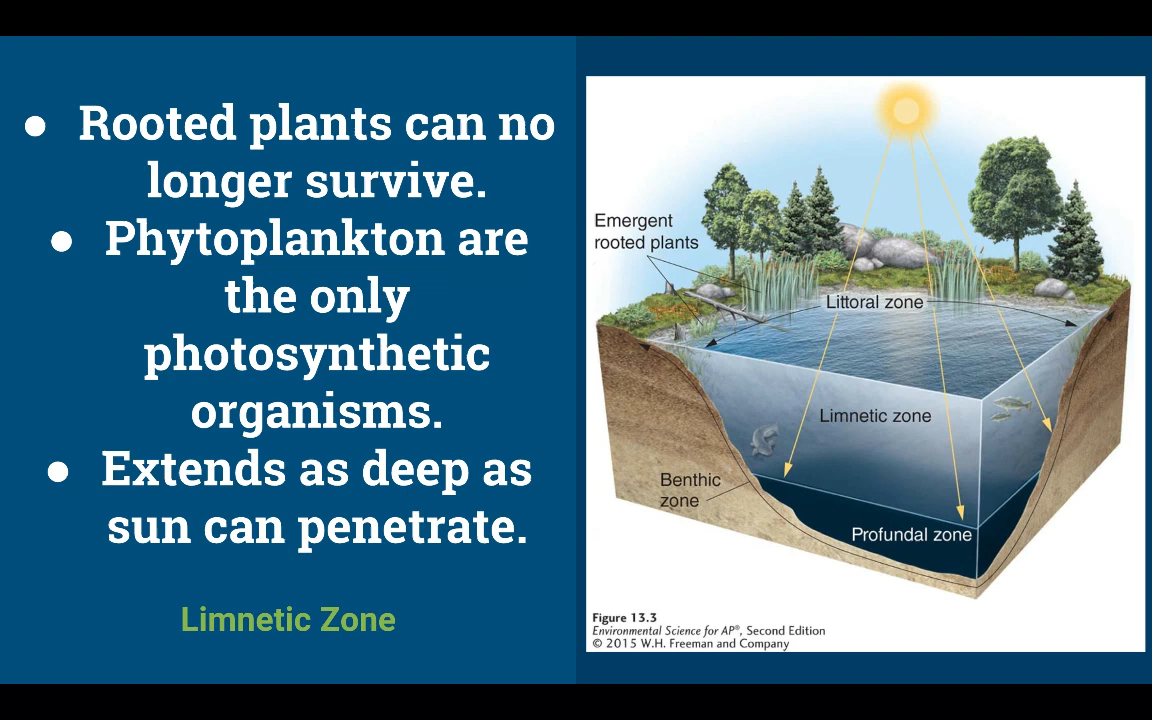 ● Rooted plants can no
longer survive.
● Phytoplankton are
the only
photosynthetic
organisms.
● Extends as deep as
sun can penetrate.
Limnetic Zone
Emergent
rooted plants
Littoral zone
Limnetic zone
Benthic
zone
Profundal zone
Figure 13.3
Environmental Science for AP®, Second Edition
© 2015 W.H. Freeman and Company